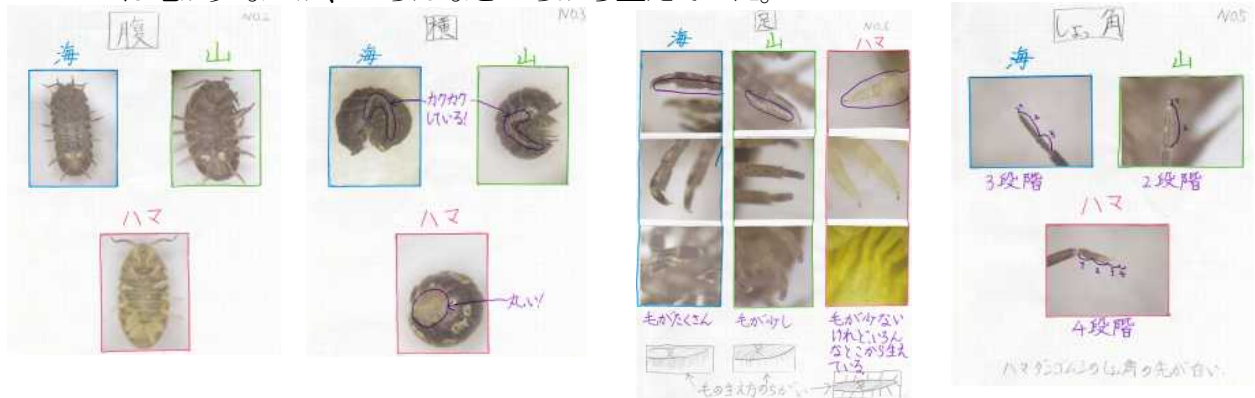 腹
No.2
海
山
ハマ
横
No.3
海
山
カクカク
している!
ハマ
丸い!
足
海
山
ハマ
毛がたくさん
毛が少し
毛が少ない
けれど、いろん
なとこから生え
ている
毛の生え方のちがい
しょっ角
No.5
海
山
3段階
2段階
ハマ
1
2
3
4
4段階
ハマダンゴムシのしょっ角の先が白い.